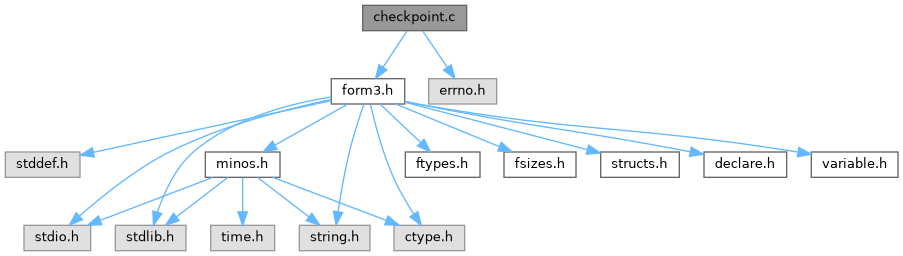 checkpoint.c
form3.h
errno.h
stddef.h
minos.h
ftypes.h
fsizes.h
structs.h
declare.h
variable.h
stdio.h
stdlib.h
time.h
string.h
ctype.h